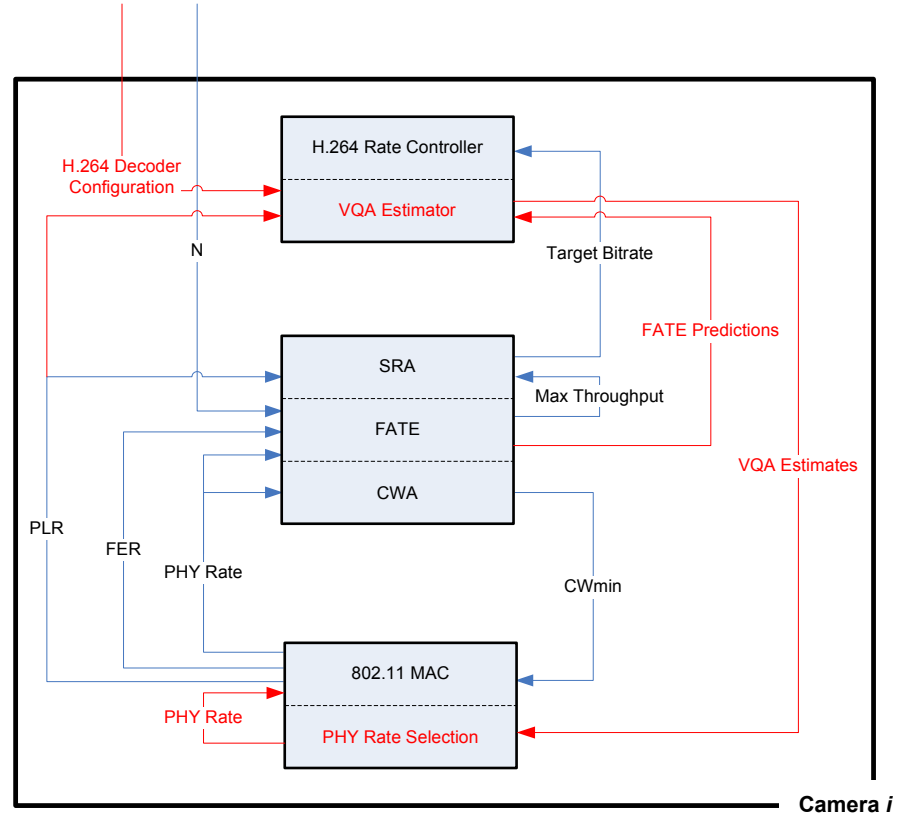 H.264 Rate Controller
H.264 Decoder
Configuration
VQA Estimator
N
Target Bitrate
FATE Predictions
SRA
Max Throughput
FATE
VQA Estimates
CWA
PLR
FER
PHY Rate
CWmin
802.11 MAC
PHY Rate
PHY Rate Selection
Camera i